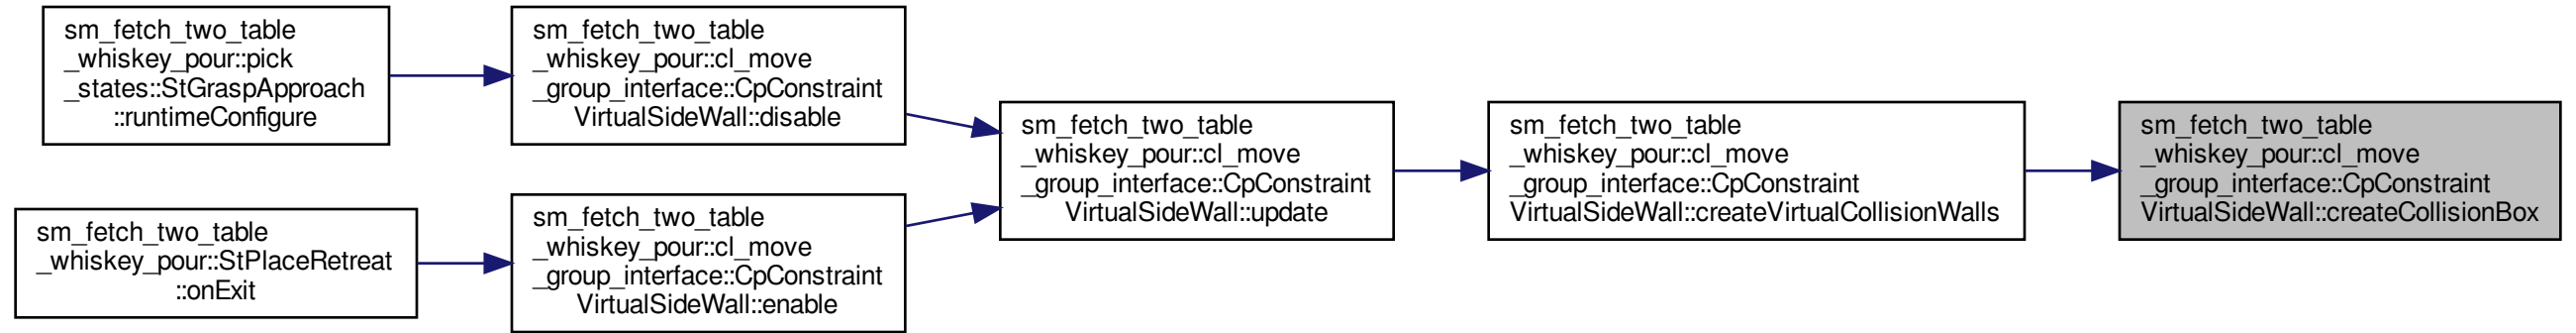 sm_fetch_two_table
_whiskey_pour::pick
_states::StGraspApproach
::runtimeConfigure
sm_fetch_two_table
_whiskey_pour::cl_move
_group_interface::CpConstraint
VirtualSideWall::disable
sm_fetch_two_table
_whiskey_pour::StPlaceRetreat
::onExit
sm_fetch_two_table
_whiskey_pour::cl_move
_group_interface::CpConstraint
VirtualSideWall::enable
sm_fetch_two_table
_whiskey_pour::cl_move
_group_interface::CpConstraint
VirtualSideWall::update
sm_fetch_two_table
_whiskey_pour::cl_move
_group_interface::CpConstraint
VirtualSideWall::createVirtualCollisionWalls
sm_fetch_two_table
_whiskey_pour::cl_move
_group_interface::CpConstraint
VirtualSideWall::createCollisionBox